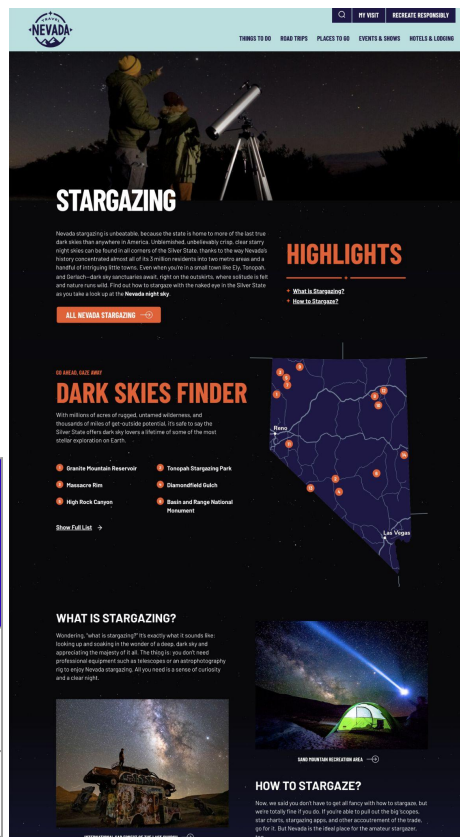 TRAVEL
NEVADA
MY VISIT
RECREATE RESPONSIBLY
THINGS TO DO
ROAD TRIPS
PLACES TO GO
EVENTS & SHOWS
HOTELS & LODGING
STARGAZING
Nevada stargazing is unbeatable, because the state is home to more of the last true
dark skies than anywhere in America. Unblemished, unbelievably crisp, clear starry
night skies can be found in all corners of the Silver State, thanks to the way Nevada's
history concentrated almost all of its 3 million residents into two metro areas and a
handful of intriguing little towns. Even when you're in a small town like Ely, Tonopah,
and Gerlach—dark sky sanctuaries await, right on the outskirts, where solitude is felt
and nature runs wild. Find out how to stargaze with the naked eye in the Silver State
as you take a look up at the Nevada night sky.
ALL NEVADA STARGAZING
HIGHLIGHTS
What is Stargazing?
How to Stargaze?
GO AHEAD, GAZE AWAY
DARK SKIES FINDER
With millions of acres of rugged, untamed wilderness, and
thousands of miles of get-outside potential, it's safe to say the
Silver State offers dark sky lovers a lifetime of some of the most
stellar exploration on Earth.
Granite Mountain Reservoir
Massacre Rim
High Rock Canyon
Tonopah Stargazing Park
Diamondfield Gulch
Basin and Range National
Monument
Show Full List →
Reno
Las Vegas
WHAT IS STARGAZING?
Wondering, "what is stargazing?" It's exactly what it sounds like:
looking up and soaking in the wonder of a deep, dark sky and
appreciating the majesty of it all. The thing is: you don't need
professional equipment such as telescopes or an astrophotography
rig to enjoy Nevada stargazing. All you need is a sense of curiosity
and a clear night.
SAND MOUNTAIN RECREATION AREA
HOW TO STARGAZE?
Now, we said you don't have to get all fancy with how to stargaze, but
we're totally fine if you do. If you're able to pull out the big scopes,
star charts, stargazing apps, and other accoutrement of the trade,
go for it. But Nevada is the ideal place for the amateur stargazer,